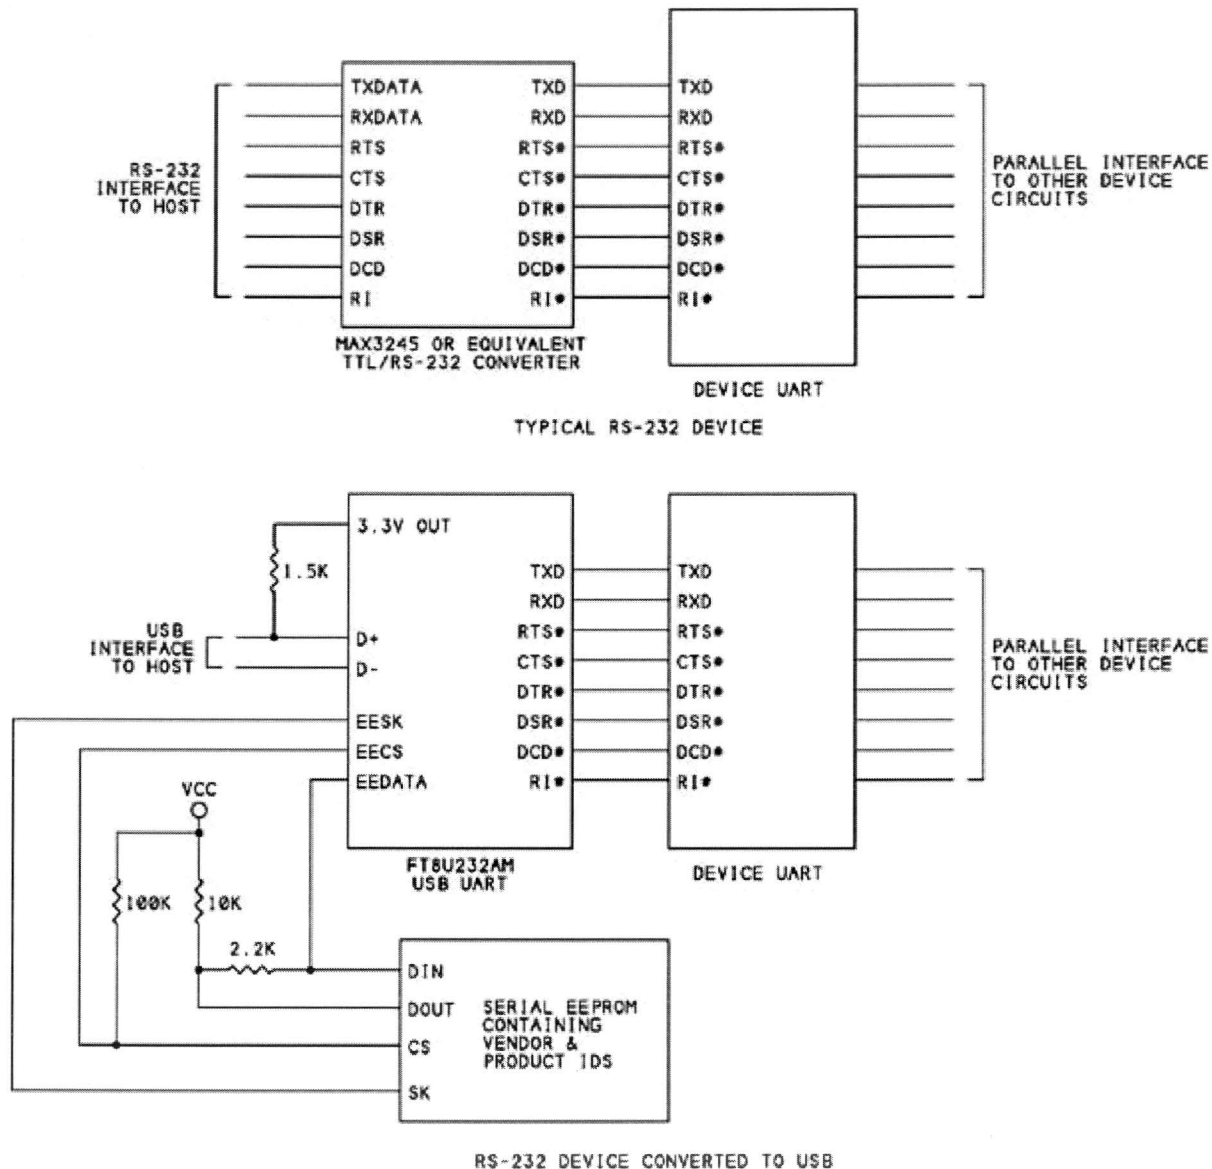 TXDATA
RXDATA
RTS
CTS
DTR
DSR
DCD
RI
TXD
RXD
RTS#
CTS#
DTR#
DSR#
DCD#
RI#
TXD
RXD
RTS#
CTS#
DTR#
DSR#
DCD#
RI#
RS-232
INTERFACE
TO HOST
PARALLEL INTERFACE
TO OTHER DEVICE
CIRCUITS
MAX3245 OR EQUIVALENT
TTL/RS-232 CONVERTER
DEVICE UART
TYPICAL RS-232 DEVICE
3.3V OUT
1.5K
USB
INTERFACE
TO HOST
D+
D-
EESK
EECS
EEDATA
TXD
RXD
RTS#
CTS#
DTR#
DSR#
DCD#
RI#
TXD
RXD
RTS#
CTS#
DTR#
DSR#
DCD#
RI#
PARALLEL INTERFACE
TO OTHER DEVICE
CIRCUITS
VCC
FT8U232AM
USB UART
DEVICE UART
100K
10K
2.2K
DIN
DOUT
CS
SK
SERIAL EEPROM
CONTAINING
VENDOR &
PRODUCT IDS
RS-232 DEVICE CONVERTED TO USB